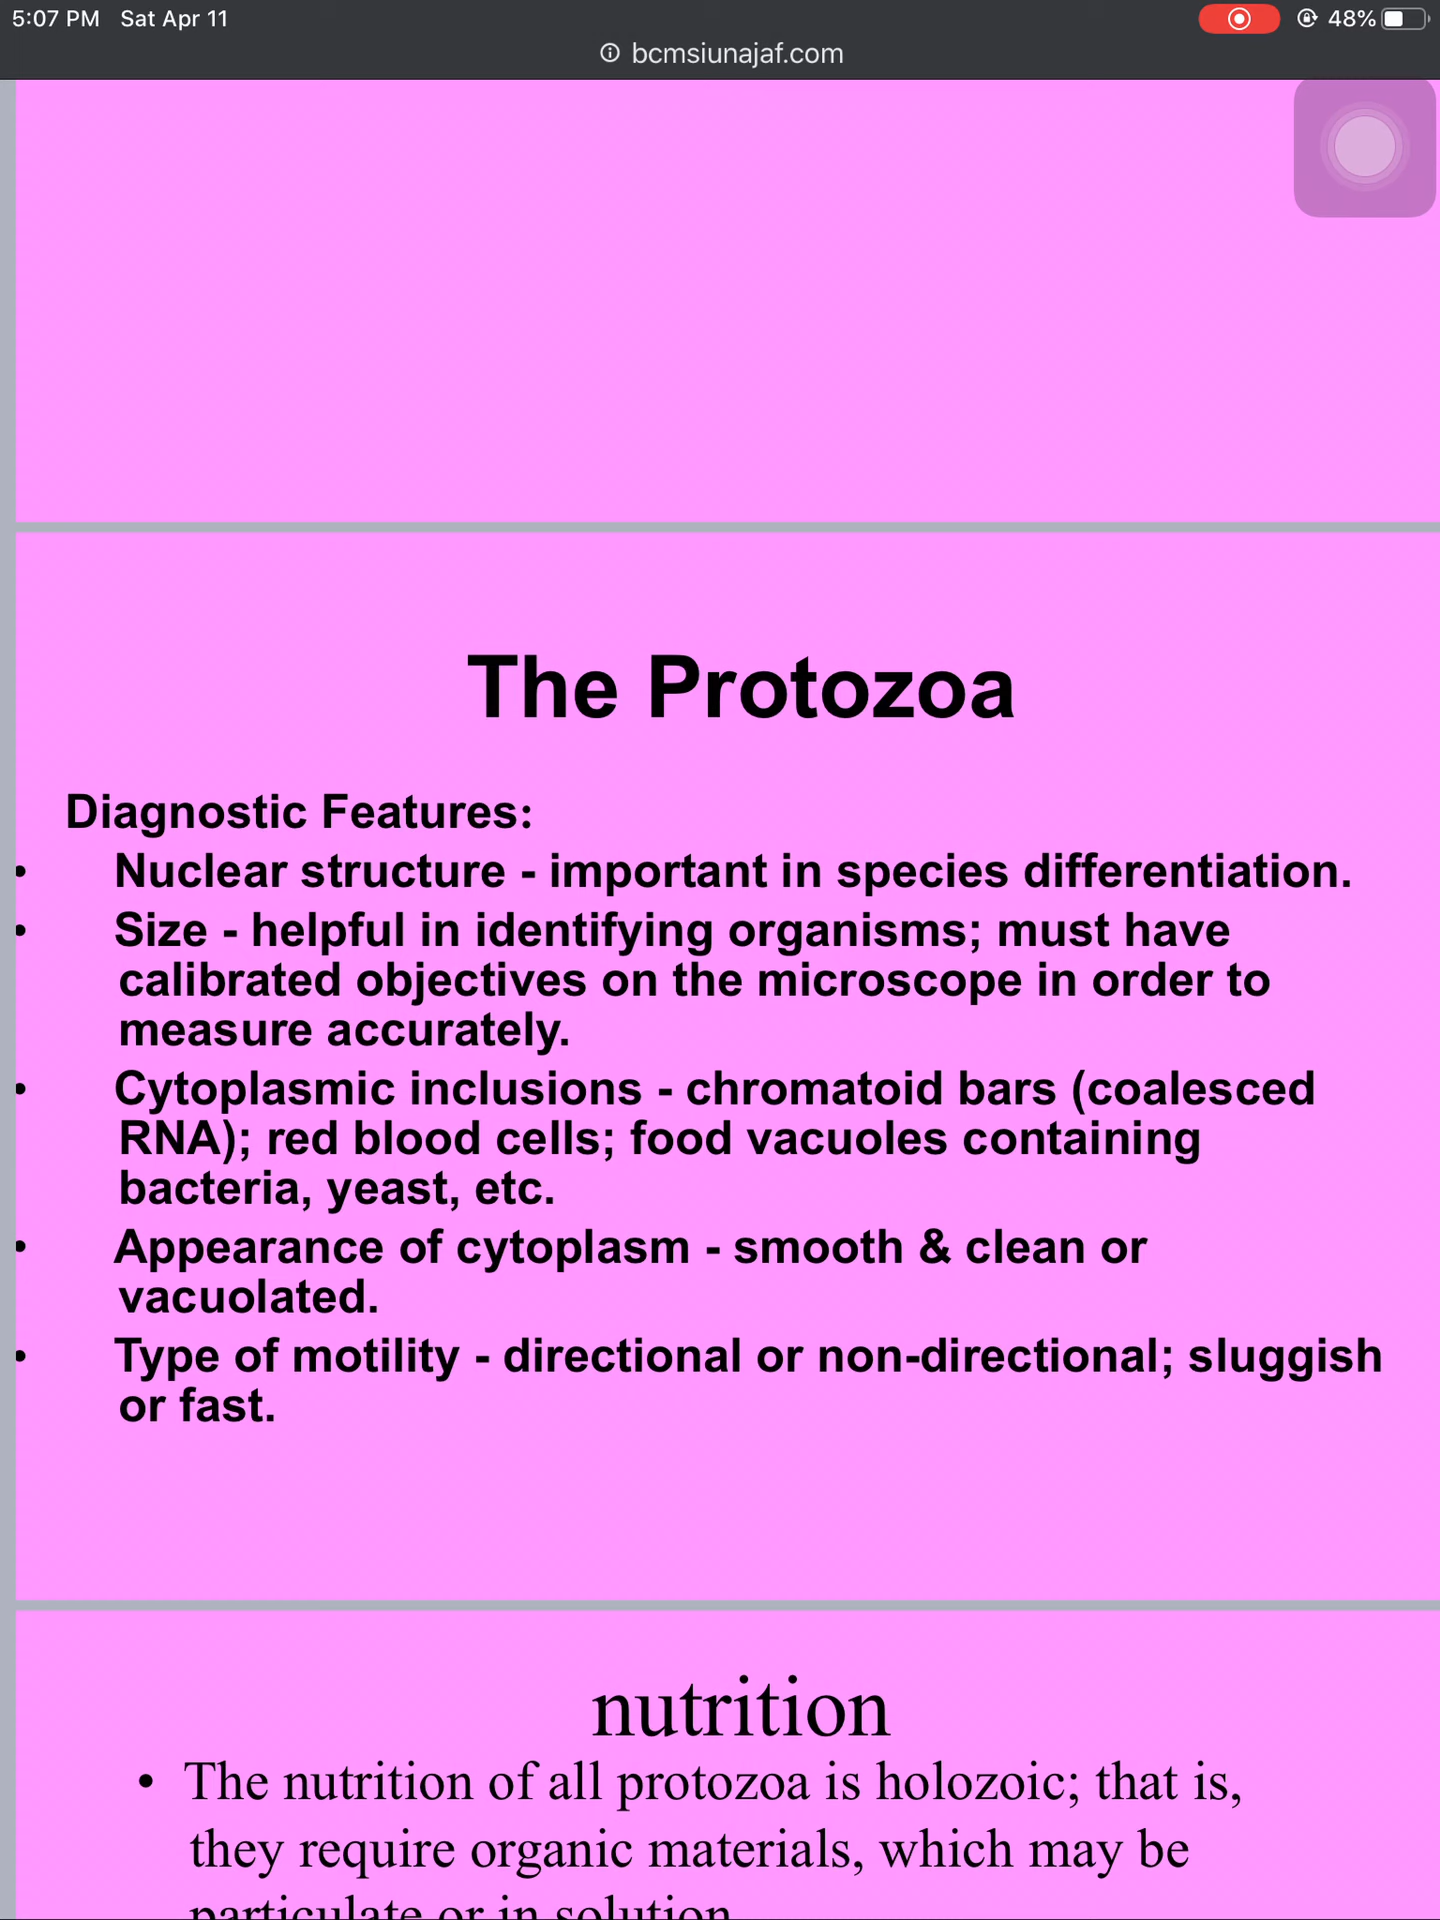 5:07 PM Sat Apr 11
48%
bcmsiunajaf.com
The Protozoa
Diagnostic Features:
• Nuclear structure - important in species differentiation.
• Size - helpful in identifying organisms; must have
calibrated objectives on the microscope in order to
measure accurately.
• Cytoplasmic inclusions - chromatoid bars (coalesced
RNA); red blood cells; food vacuoles containing
bacteria, yeast, etc.
• Appearance of cytoplasm - smooth & clean or
vacuolated.
• Type of motility - directional or non-directional; sluggish
or fast.
nutrition
• The nutrition of all protozoa is holozoic; that is,
they require organic materials, which may be
particulate or in solution